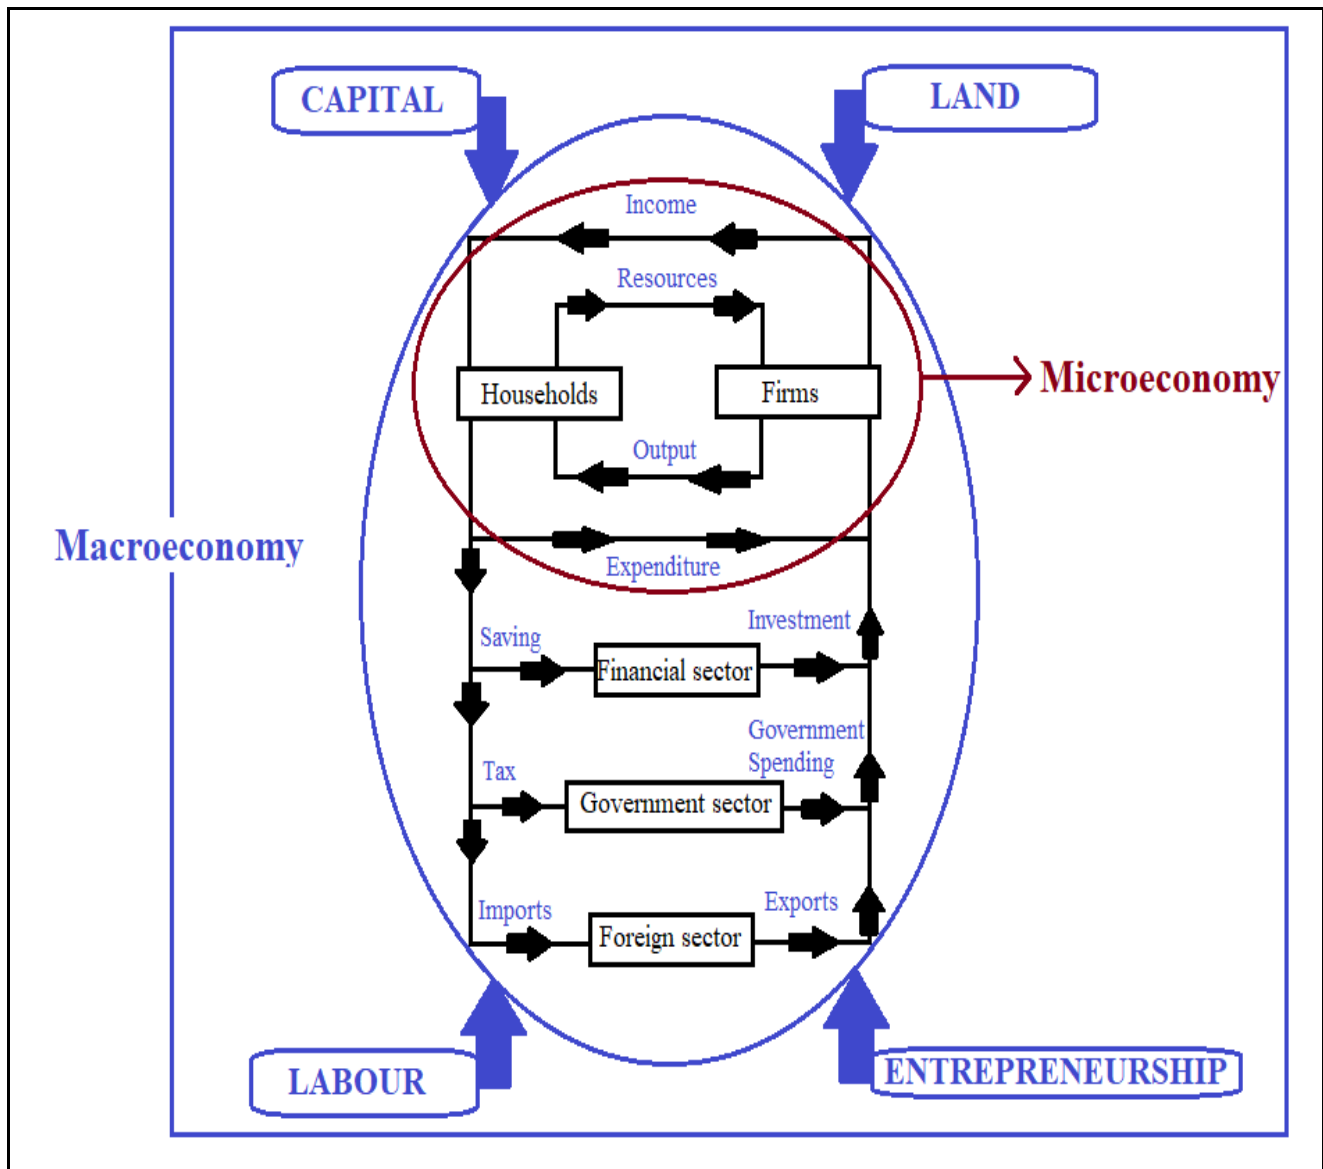 CAPITAL
LAND
Income
Resources
Households
Firms
Microeconomy
Output
Macroeconomy
Expenditure
Investment
Saving
Financial sector
Government
Spending
Tax
Government sector
Imports
Exports
Foreign sector
LABOUR
ENTREPRENEURSHIP